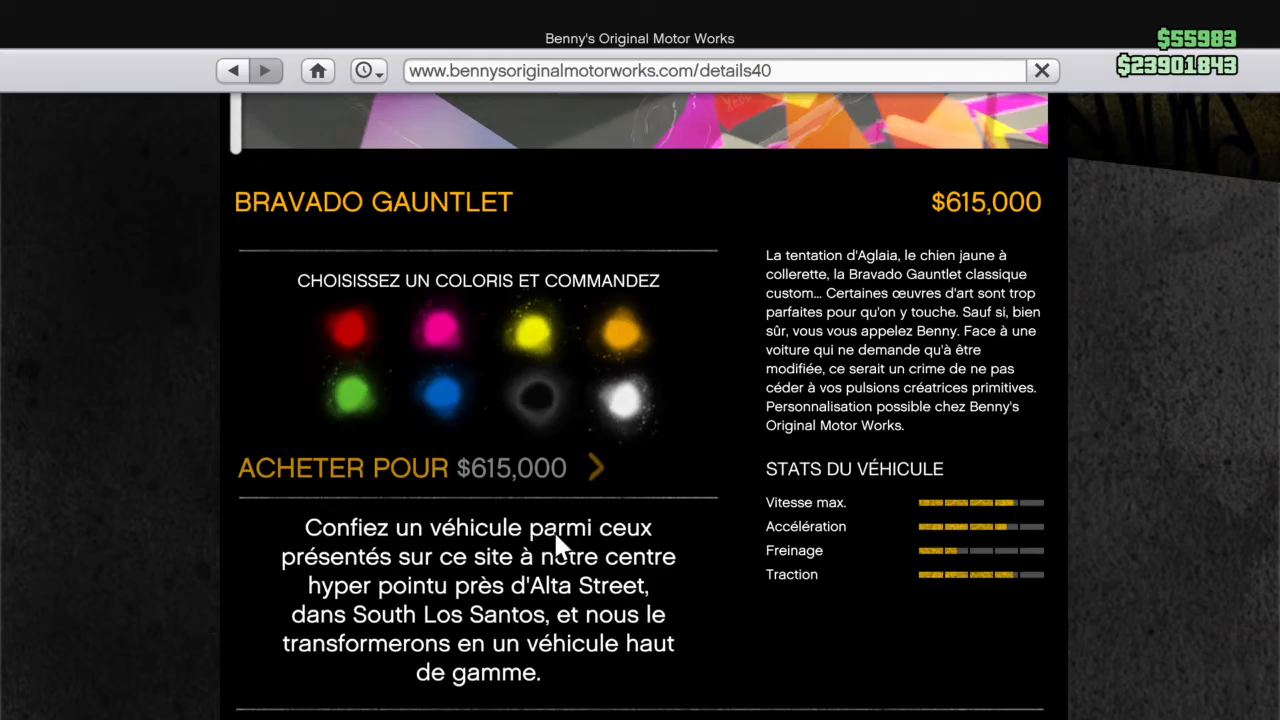 Benny's Original Motor Works
$55983
www.bennysoriginalmotorworks.com/details40
$23901843
BRAVADO GAUNTLET
$615,000
CHOISISSEZ UN COLORIS ET COMMANDEZ
ACHETER POUR $615,000
Confiez un véhicule parmi ceux
présentés sur ce site à notre centre
hyper pointu près d'Alta Street,
dans South Los Santos, et nous le
transformerons en un véhicule haut
de gamme.
La tentation d'Aglaia, le chien jaune à
collerette, la Bravado Gauntlet classique
custom... Certaines œuvres d'art sont trop
parfaites pour qu'on y touche. Sauf si, bien
sûr, vous vous appelez Benny. Face à une
voiture qui ne demande qu'à être
modifiée, ce serait un crime de ne pas
céder à vos pulsions créatrices primitives.
Personnalisation possible chez Benny's
Original Motor Works.
STATS DU VÉHICULE
Vitesse max.
Accélération
Freinage
Traction